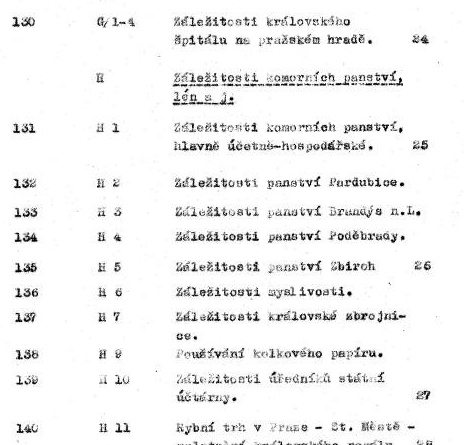 130 G/1-4 Záležitosti královského
špitálu na pražském hradě. 24
H Záležitosti komorních panství,
lén a j.
131 H 1 Záležitosti komorních panství,
hlavně účetně-hospodářské. 25
132 H 2 Záležitosti panství Pardubice.
133 H 3 Záležitosti panství Brandýs n.L.
134 H 4 Záležitosti panství Poděbrady.
135 H 5 Záležitosti panství Zbiroh 26
136 H 6 Záležitosti myslivosti.
137 H 7 Záležitosti královské zbrojni-
ce.
138 H 9 Používání kolkového papíru.
139 H 10 Záležitosti úředníků státní
účtárny. 27
140 H 11 Rybní trh v Praze - St. Městě -
královského 28